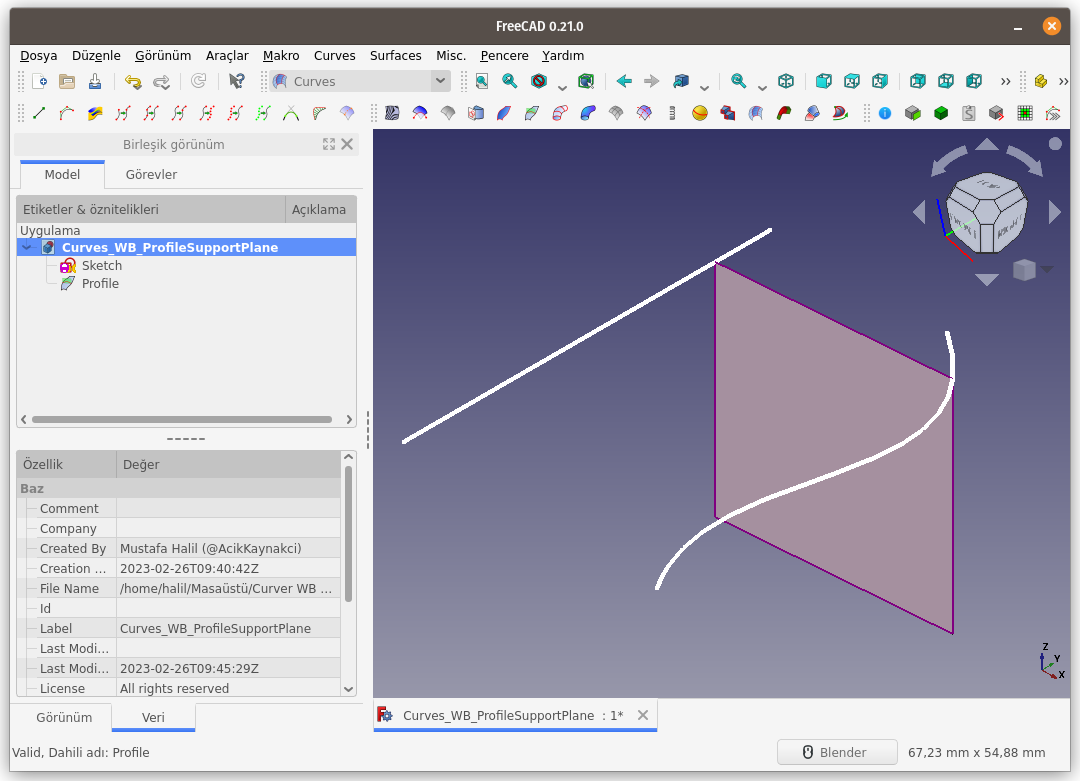 FreeCAD 0.21.0
Dosya Düzenle Görünüm Araçlar Makro Curves Surfaces Misc. Pencere Yardım
Curves
Birleşik görünüm
Model Görevler
Etiketler & öznitelikleri Açıklama
Uygulama
Curves_WB_ProfileSupportPlane
Sketch
Profile
Özellik Değer
Baz
Comment
Company
Created By Mustafa Halil (@AcikKaynakci)
Creation ... 2023-02-26T09:40:42Z
File Name /home/halil/Masaüstü/Curver WB ...
Id
Label Curves_WB_ProfileSupportPlane
Last Modi...
Last Modi... 2023-02-26T09:45:29Z
License All rights reserved
Z
Y
X
Görünüm Veri
Curves_WB_ProfileSupportPlane : 1*
Valid, Dahili adı: Profile
Blender 67,23 mm x 54,88 mm